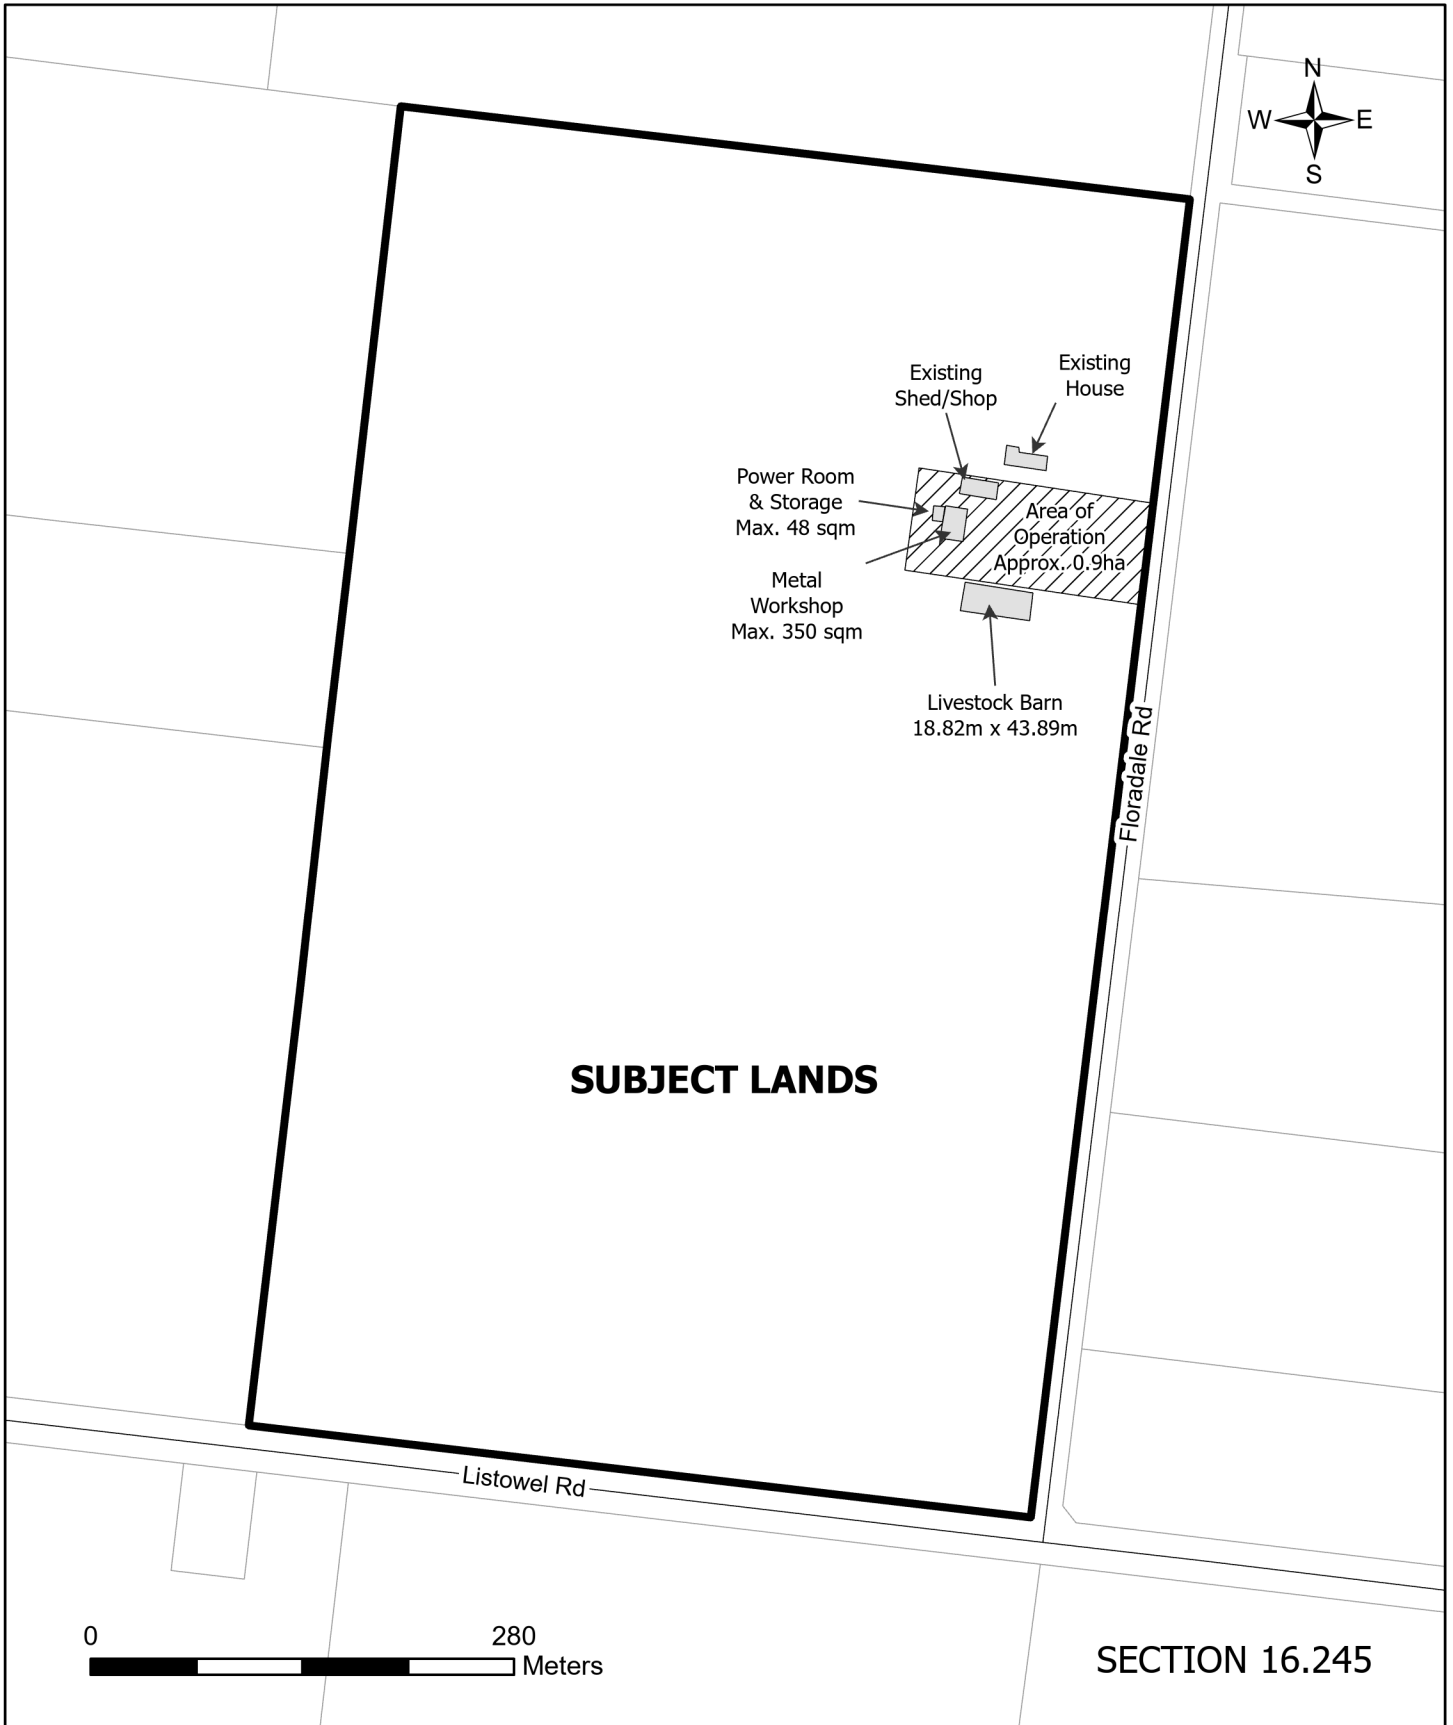 N
W E
S
Existing
House
Existing
Shed/Shop
Power Room
& Storage
Max. 48 sqm
Area of
Operation
Approx. 0.9ha
Metal
Workshop
Max. 350 sqm
Livestock Barn
18.82m x 43.89m
Floradale Rd
SUBJECT LANDS
Listowel Rd
0 280
Meters
SECTION 16.245